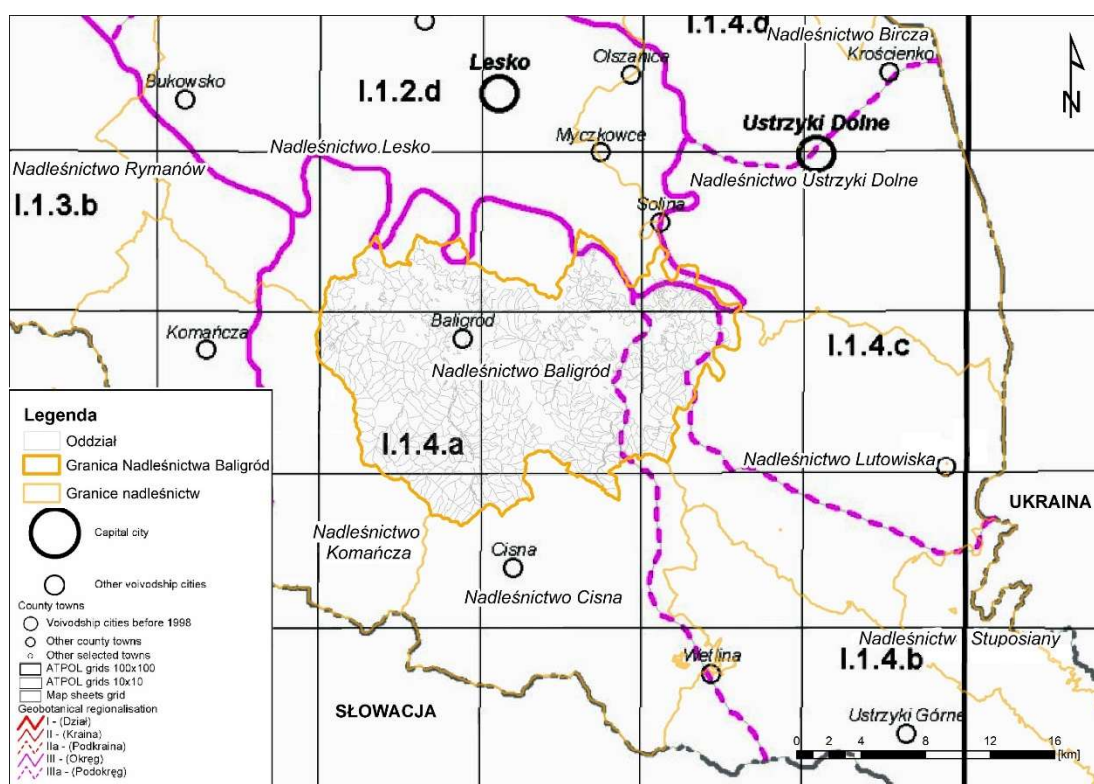 I.1.4.d
Nadleśnictwo Bircza
Krościenko
Olszanica
Lesko
Bukowsko
I.1.2.d
N
Ustrzyki Dolne
Myczkowce
Nadleśnictwo Lesko
Nadleśnictwo Rymanów
Nadleśnictwo Ustrzyki Dolne
I.1.3.b
Solina
Komańcza
Baligród
I.1.4.c
Nadleśnictwo Baligród
I.1.4.a
Nadleśnictwo Lutowiska
UKRAINA
Nadleśnictwo
Komańcza
Cisna
Nadleśnictwo Cisna
Nadleśnictw Stuposiany
Wetlina
I.1.4.b
SŁOWACJA
Ustrzyki Górne
0 2 4 8 12 16
[km]
Legenda
Oddział
Granica Nadleśnictwa Baligród
Granice nadleśnictw
Capital city
Other voivodship cities
County towns
Voivodship cities before 1998
Other county towns
Other selected towns
ATPOL grids 100x100
ATPOL grids 10x10
Map sheets grid
Geobotanical regionalisation
I - (Dział)
II - (Kraina)
IIa - (Podkraina)
III - (Okręg)
IIIa - (Podokręg)